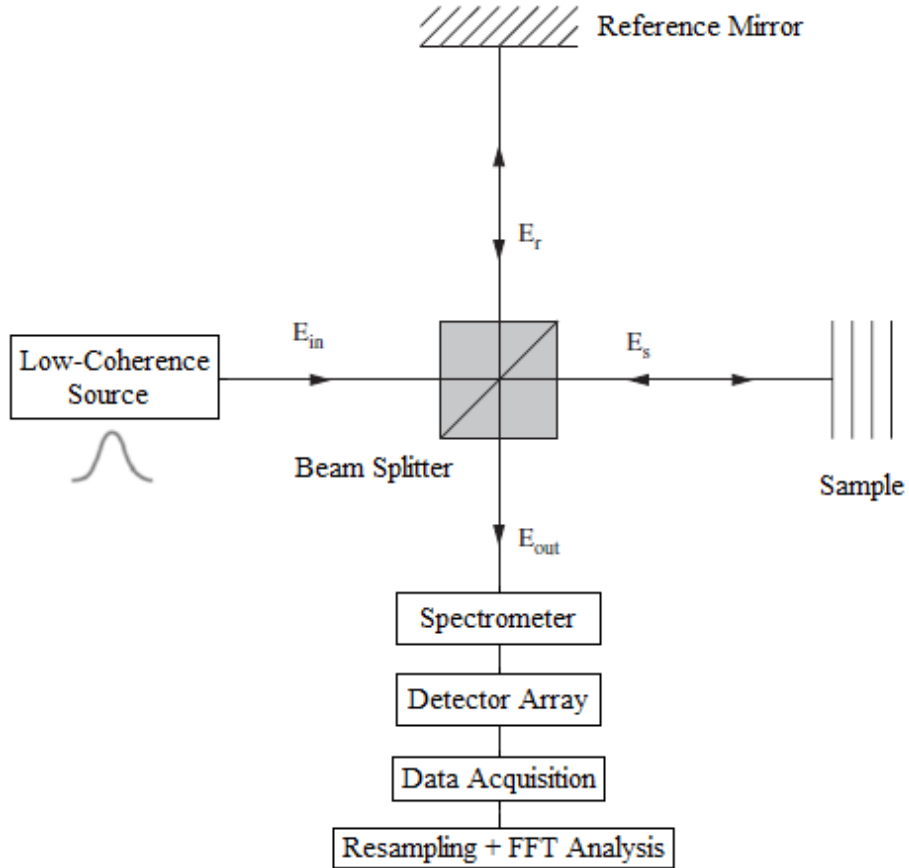 Reference Mirror
E_r
E_in
E_s
Low-Coherence
Source
Beam Splitter
Sample
E_out
Spectrometer
Detector Array
Data Acquisition
Resampling + FFT Analysis